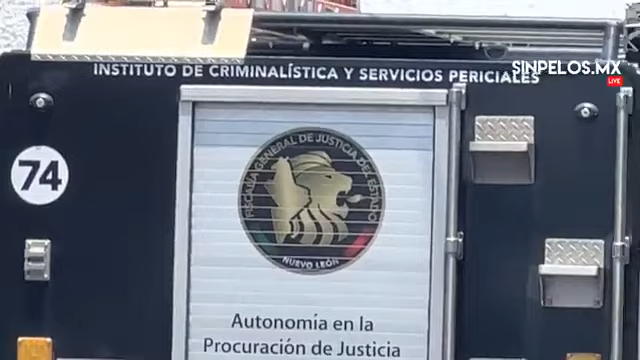 SINPELOS.MX
LIVE
INSTITUTO DE CRIMINALÍSTICA Y SERVICIOS PERICIALES
74
FISCALÍA GENERAL DE JUSTICIA DEL ESTADO
NUEVO LEÓN
Autonomía en la
Procuración de Justicia